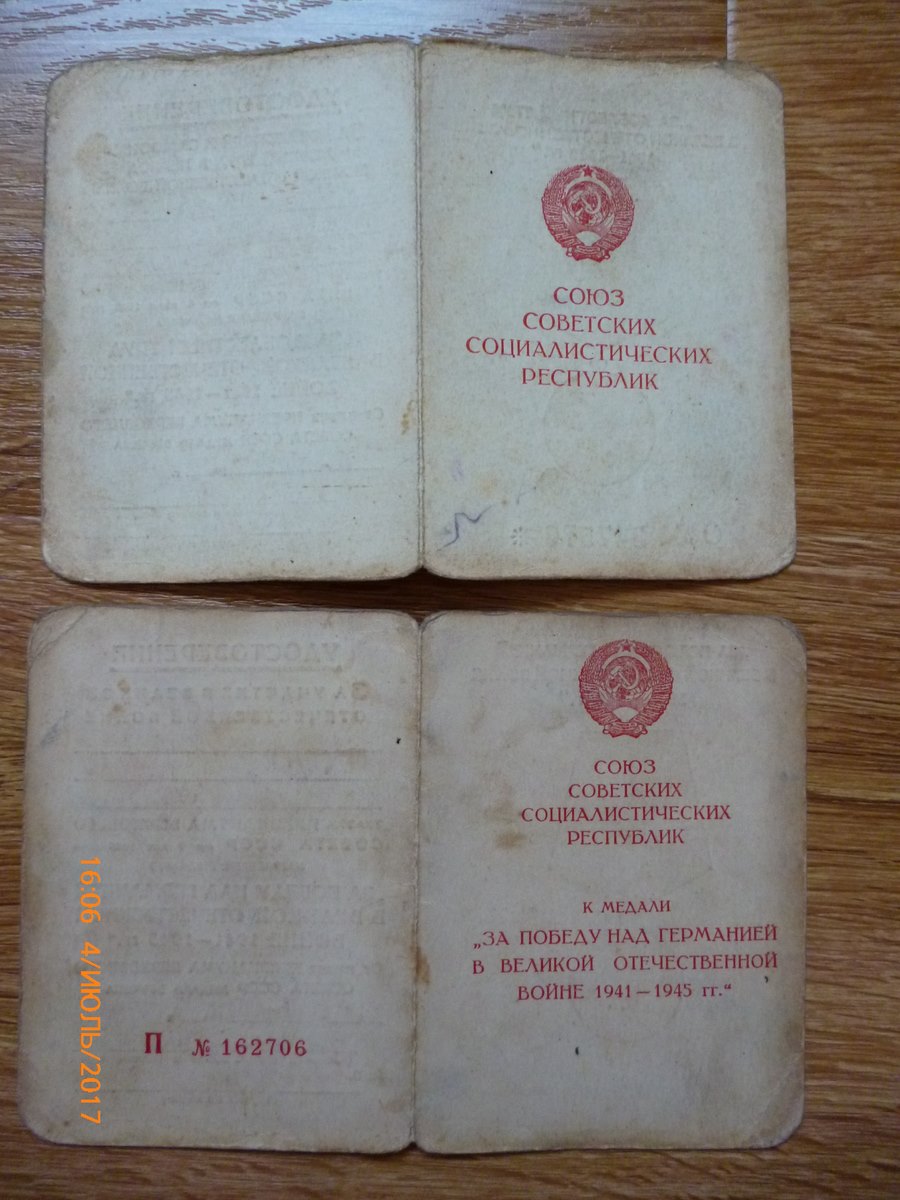 СОЮЗ
СОВЕТСКИХ
СОЦИАЛИСТИЧЕСКИХ
РЕСПУБЛИК
СОЮЗ
СОВЕТСКИХ
СОЦИАЛИСТИЧЕСКИХ
РЕСПУБЛИК
К МЕДАЛИ
„ЗА ПОБЕДУ НАД ГЕРМАНИЕЙ
В ВЕЛИКОЙ ОТЕЧЕСТВЕННОЙ
ВОЙНЕ 1941—1945 гг.“
П № 162706
16:06 4/ИЮЛЬ/2017